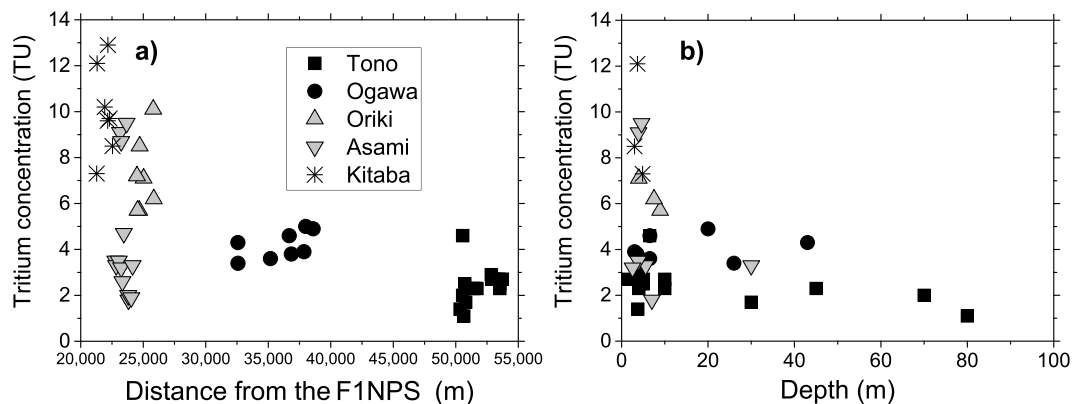 14
12
10
8
6
4
2
0
Tritium concentration (TU)
a)
Tono
Ogawa
Oriki
Asami
Kitaba
20,000 25,000 30,000 35,000 40,000 45,000 50,000 55,000
Distance from the F1NPS (m)
14
12
10
8
6
4
2
0
Tritium concentration (TU)
b)
0 20 40 60 80 100
Depth (m)